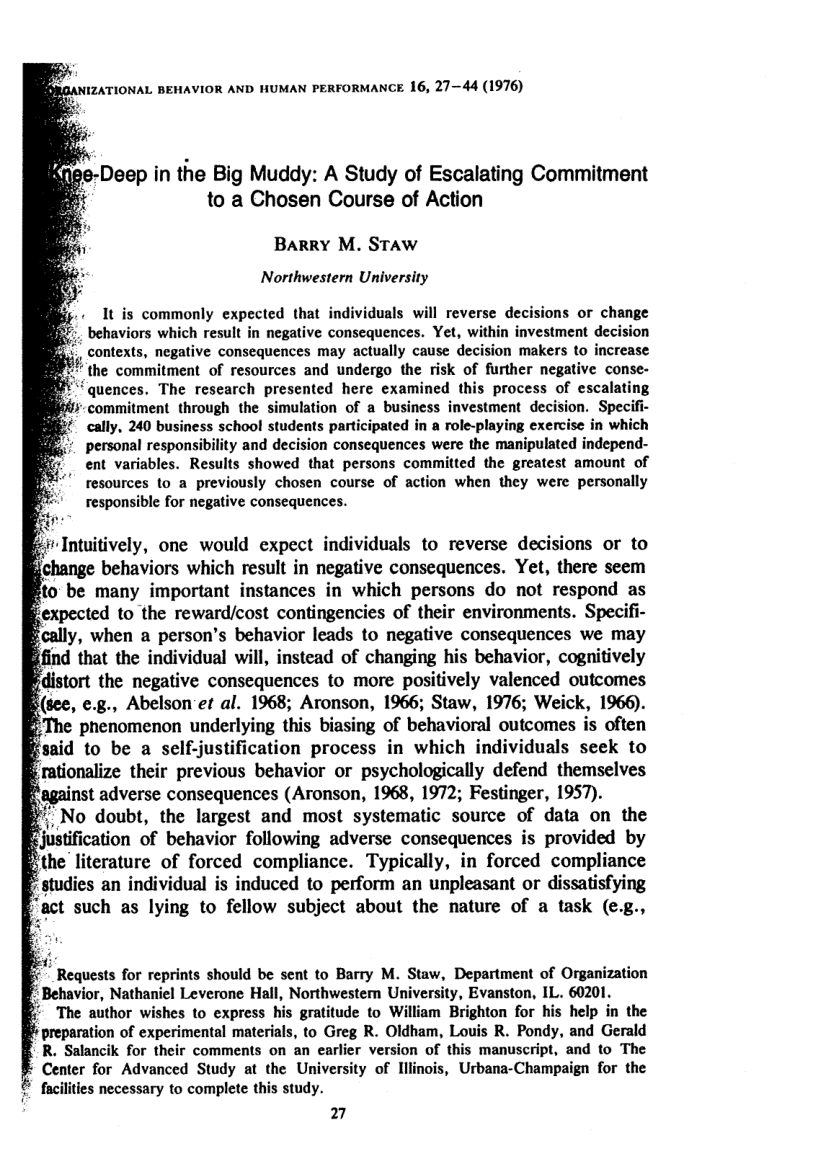 ORGANIZATIONAL BEHAVIOR AND HUMAN PERFORMANCE 16, 27–44 (1976)
Knee-Deep in the Big Muddy: A Study of Escalating Commitment
to a Chosen Course of Action
BARRY M. STAW
Northwestern University
It is commonly expected that individuals will reverse decisions or change
behaviors which result in negative consequences. Yet, within investment decision
contexts, negative consequences may actually cause decision makers to increase
the commitment of resources and undergo the risk of further negative conse-
quences. The research presented here examined this process of escalating
commitment through the simulation of a business investment decision. Specifi-
cally, 240 business school students participated in a role-playing exercise in which
personal responsibility and decision consequences were the manipulated independ-
ent variables. Results showed that persons committed the greatest amount of
resources to a previously chosen course of action when they were personally
responsible for negative consequences.
Intuitively, one would expect individuals to reverse decisions or to
change behaviors which result in negative consequences. Yet, there seem
to be many important instances in which persons do not respond as
expected to the reward/cost contingencies of their environments. Specifi-
cally, when a person's behavior leads to negative consequences we may
find that the individual will, instead of changing his behavior, cognitively
distort the negative consequences to more positively valenced outcomes
(see, e.g., Abelson et al. 1968; Aronson, 1966; Staw, 1976; Weick, 1966).
The phenomenon underlying this biasing of behavioral outcomes is often
said to be a self-justification process in which individuals seek to
rationalize their previous behavior or psychologically defend themselves
against adverse consequences (Aronson, 1968, 1972; Festinger, 1957).
No doubt, the largest and most systematic source of data on the
justification of behavior following adverse consequences is provided by
the literature of forced compliance. Typically, in forced compliance
studies an individual is induced to perform an unpleasant or dissatisfying
act such as lying to fellow subject about the nature of a task (e.g.,
Requests for reprints should be sent to Barry M. Staw, Department of Organization
Behavior, Nathaniel Leverone Hall, Northwestern University, Evanston, IL. 60201.
The author wishes to express his gratitude to William Brighton for his help in the
preparation of experimental materials, to Greg R. Oldham, Louis R. Pondy, and Gerald
R. Salancik for their comments on an earlier version of this manuscript, and to The
Center for Advanced Study at the University of Illinois, Urbana-Champaign for the
facilities necessary to complete this study.
27